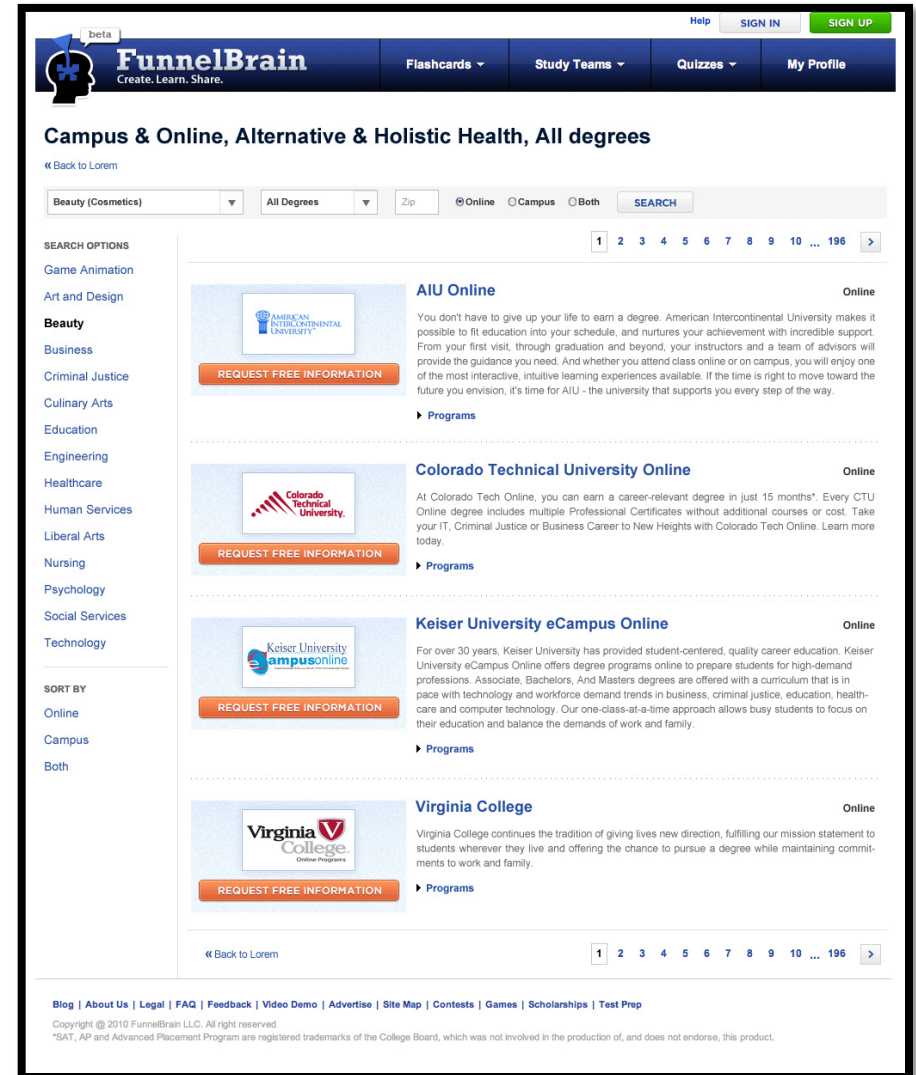 Help SIGN IN SIGN UP
beta
FunnelBrain
Create. Learn. Share.
Flashcards Study Teams Quizzes My Profile
Campus & Online, Alternative & Holistic Health, All degrees
« Back to Lorem
Beauty (Cosmetics) All Degrees Zip Online Campus Both SEARCH
SEARCH OPTIONS
Game Animation
Art and Design
Beauty
Business
Criminal Justice
Culinary Arts
Education
Engineering
Healthcare
Human Services
Liberal Arts
Nursing
Psychology
Social Services
Technology
SORT BY
Online
Campus
Both
1 2 3 4 5 6 7 8 9 10 ... 196 >
AMERICAN
INTERCONTINENTAL
UNIVERSITY
REQUEST FREE INFORMATION
AIU Online
Online
You don't have to give up your life to earn a degree. American Intercontinental University makes it
possible to fit education into your schedule, and nurtures your achievement with incredible support.
From your first visit, through graduation and beyond, your instructors and a team of advisors will
provide the guidance you need. And whether you attend class online or on campus, you will enjoy one
of the most interactive, intuitive learning experiences available. If the time is right to move toward the
future you envision, it's time for AIU - the university that supports you every step of the way.
Programs
Colorado
Technical
University.
REQUEST FREE INFORMATION
Colorado Technical University Online
Online
At Colorado Tech Online, you can earn a career-relevant degree in just 15 months*. Every CTU
Online degree includes multiple Professional Certificates without additional courses or cost. Take
your IT, Criminal Justice or Business Career to New Heights with Colorado Tech Online. Learn more
today.
Programs
Keiser University
Campusonline
REQUEST FREE INFORMATION
Keiser University eCampus Online
Online
For over 30 years, Keiser University has provided student-centered, quality career education. Keiser
University eCampus Online offers degree programs online to prepare students for high-demand
professions. Associate, Bachelors, And Masters degrees are offered with a curriculum that is in
pace with technology and workforce demand trends in business, criminal justice, education, health-
care and computer technology. Our one-class-at-a-time approach allows busy students to focus on
their education and balance the demands of work and family.
Programs
Virginia V
College.
Online Programs
REQUEST FREE INFORMATION
Virginia College
Online
Virginia College continues the tradition of giving lives new direction, fulfilling our mission statement to
students wherever they live and offering the chance to pursue a degree while maintaining commit-
ments to work and family.
Programs
« Back to Lorem
1 2 3 4 5 6 7 8 9 10 ... 196 >
Blog | About Us | Legal | FAQ | Feedback | Video Demo | Advertise | Site Map | Contests | Games | Scholarships | Test Prep
Copyright @ 2010 FunnelBrain LLC. All right reserved
*SAT, AP and Advanced Placement Program are registered trademarks of the College Board, which was not involved in the production of, and does not endorse, this product.